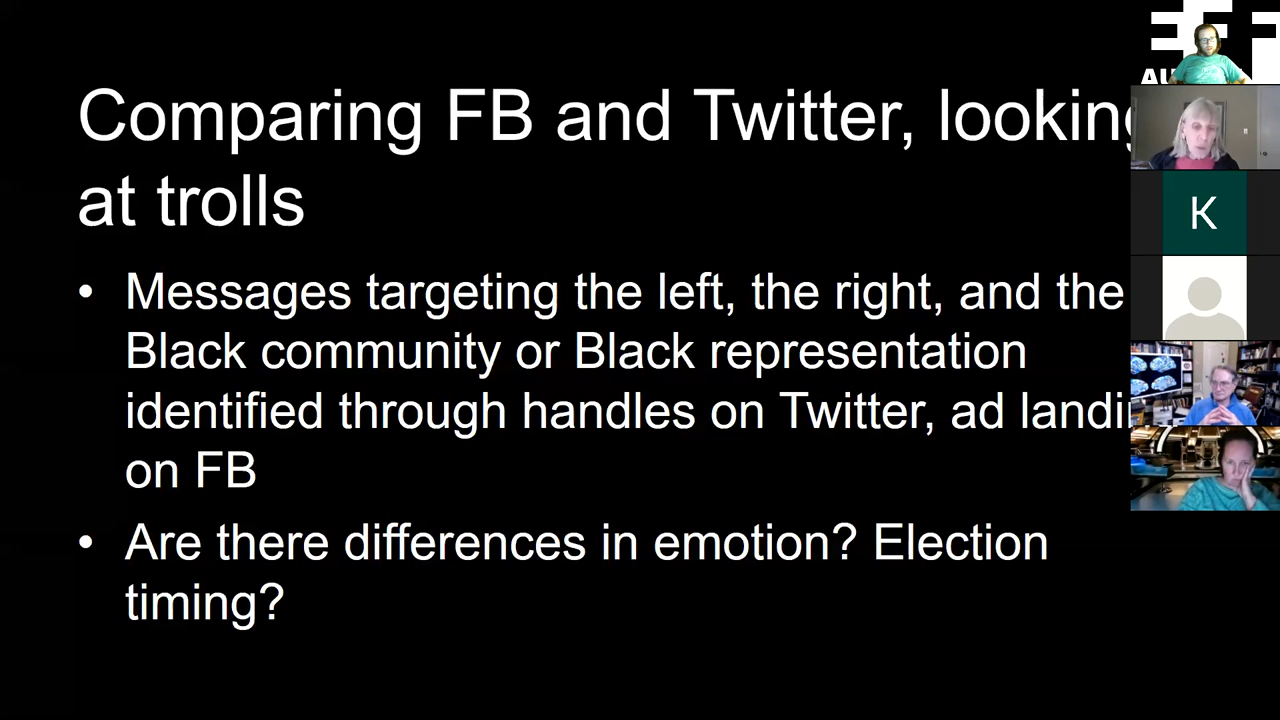 Comparing FB and Twitter, looking
at trolls
• Messages targeting the left, the right, and the
Black community or Black representation
identified through handles on Twitter, ad
on FB
• Are there differences in emotion? Election
timing?
K